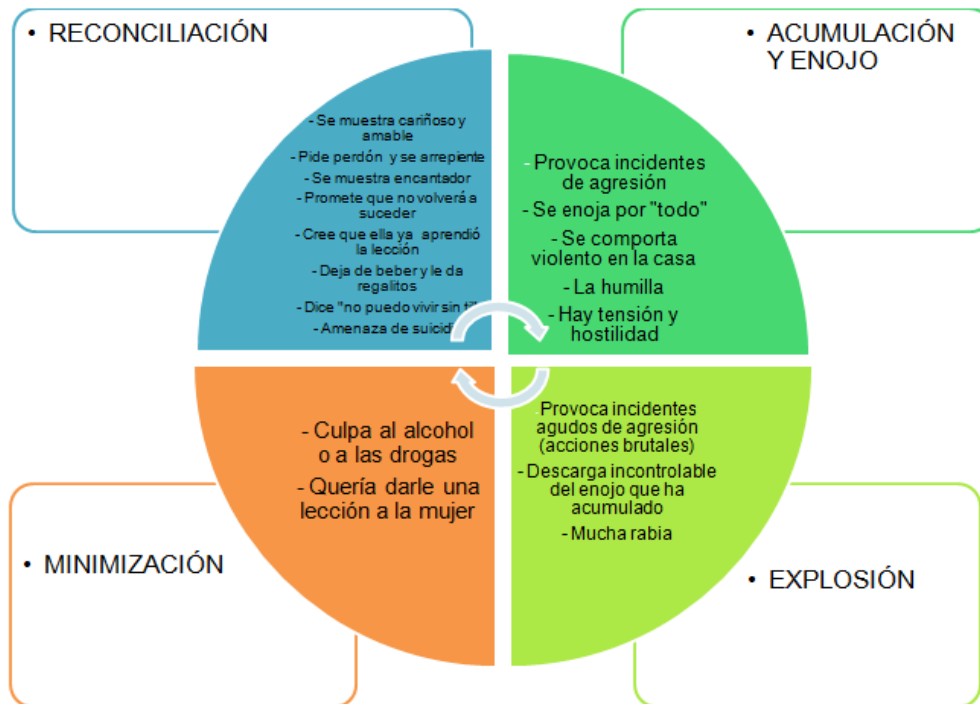 • RECONCILIACIÓN
- Se muestra cariñoso y
amable
- Pide perdón y se arrepiente
- Se muestra encantador
- Promete que no volverá a
suceder
- Cree que ella ya aprendió
la lección
- Deja de beber y le da
regalitos
- Dice "no puedo vivir sin
- Amenaza de
• ACUMULACIÓN
Y ENOJO
- Provoca incidentes
de agresión
- Se enoja por "todo"
- Se comporta
violento en la casa
- La humilla
- Hay tensión y
hostilidad
- Provoca incidentes
agudos de agresión
(acciones brutales)
- Descarga incontrolable
del enojo que ha
acumulado
- Mucha rabia
• EXPLOSIÓN
- Culpa al alcohol
o a las drogas
- Quería darle una
lección a la mujer
• MINIMIZACIÓN